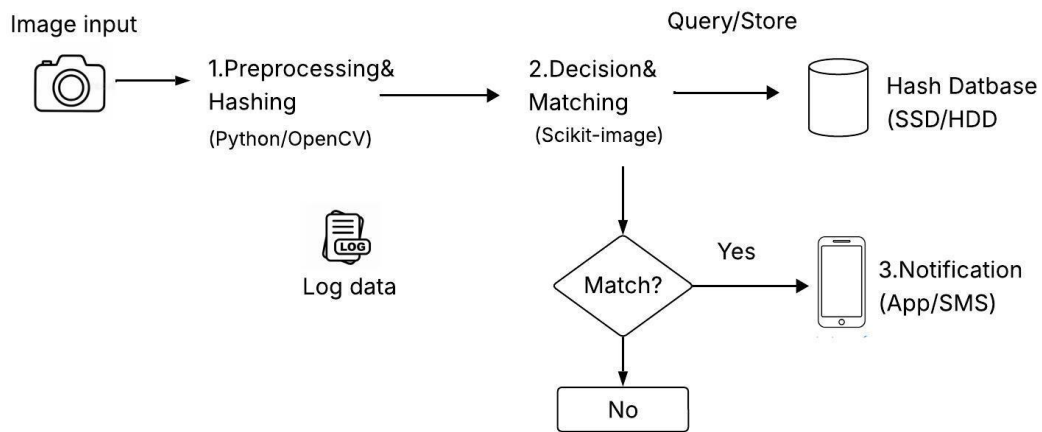 Image input
Query/Store
1.Preprocessing&
Hashing
(Python/OpenCV)
2.Decision&
Matching
(Scikit-image)
Hash Datbase
(SSD/HDD
LOG
Log data
Match?
Yes
3.Notification
(App/SMS)
No